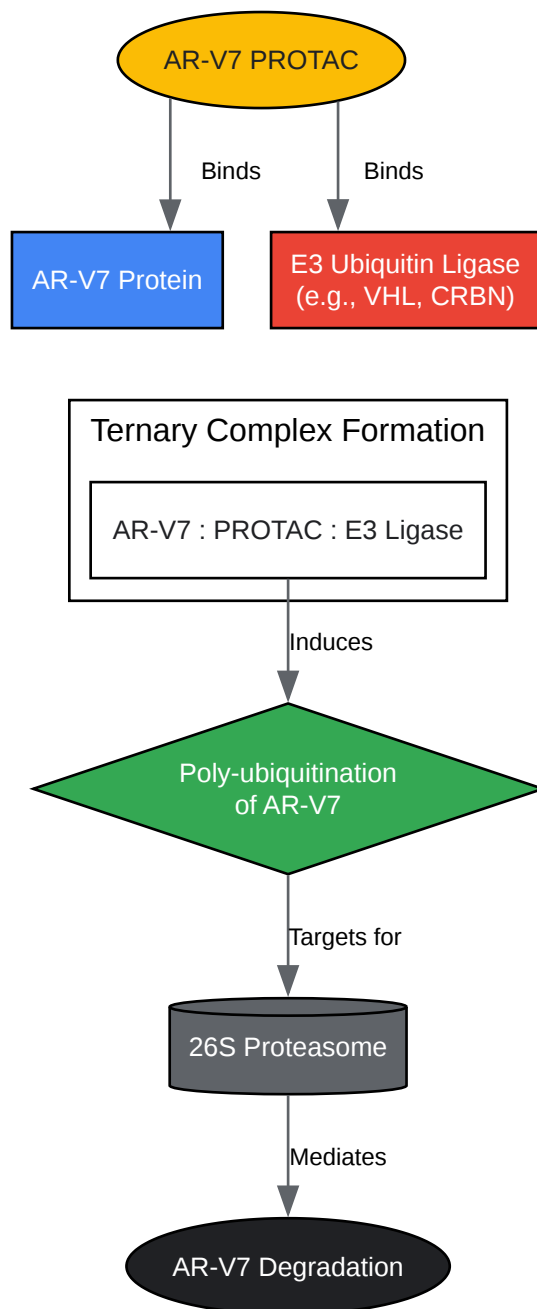 AR-V7 PROTAC
Binds
Binds
AR-V7 Protein
E3 Ubiquitin Ligase
(e.g., VHL, CRBN)
Ternary Complex Formation
AR-V7 : PROTAC : E3 Ligase
Induces
Poly-ubiquitination
of AR-V7
Targets for
26S Proteasome
Mediates
AR-V7 Degradation